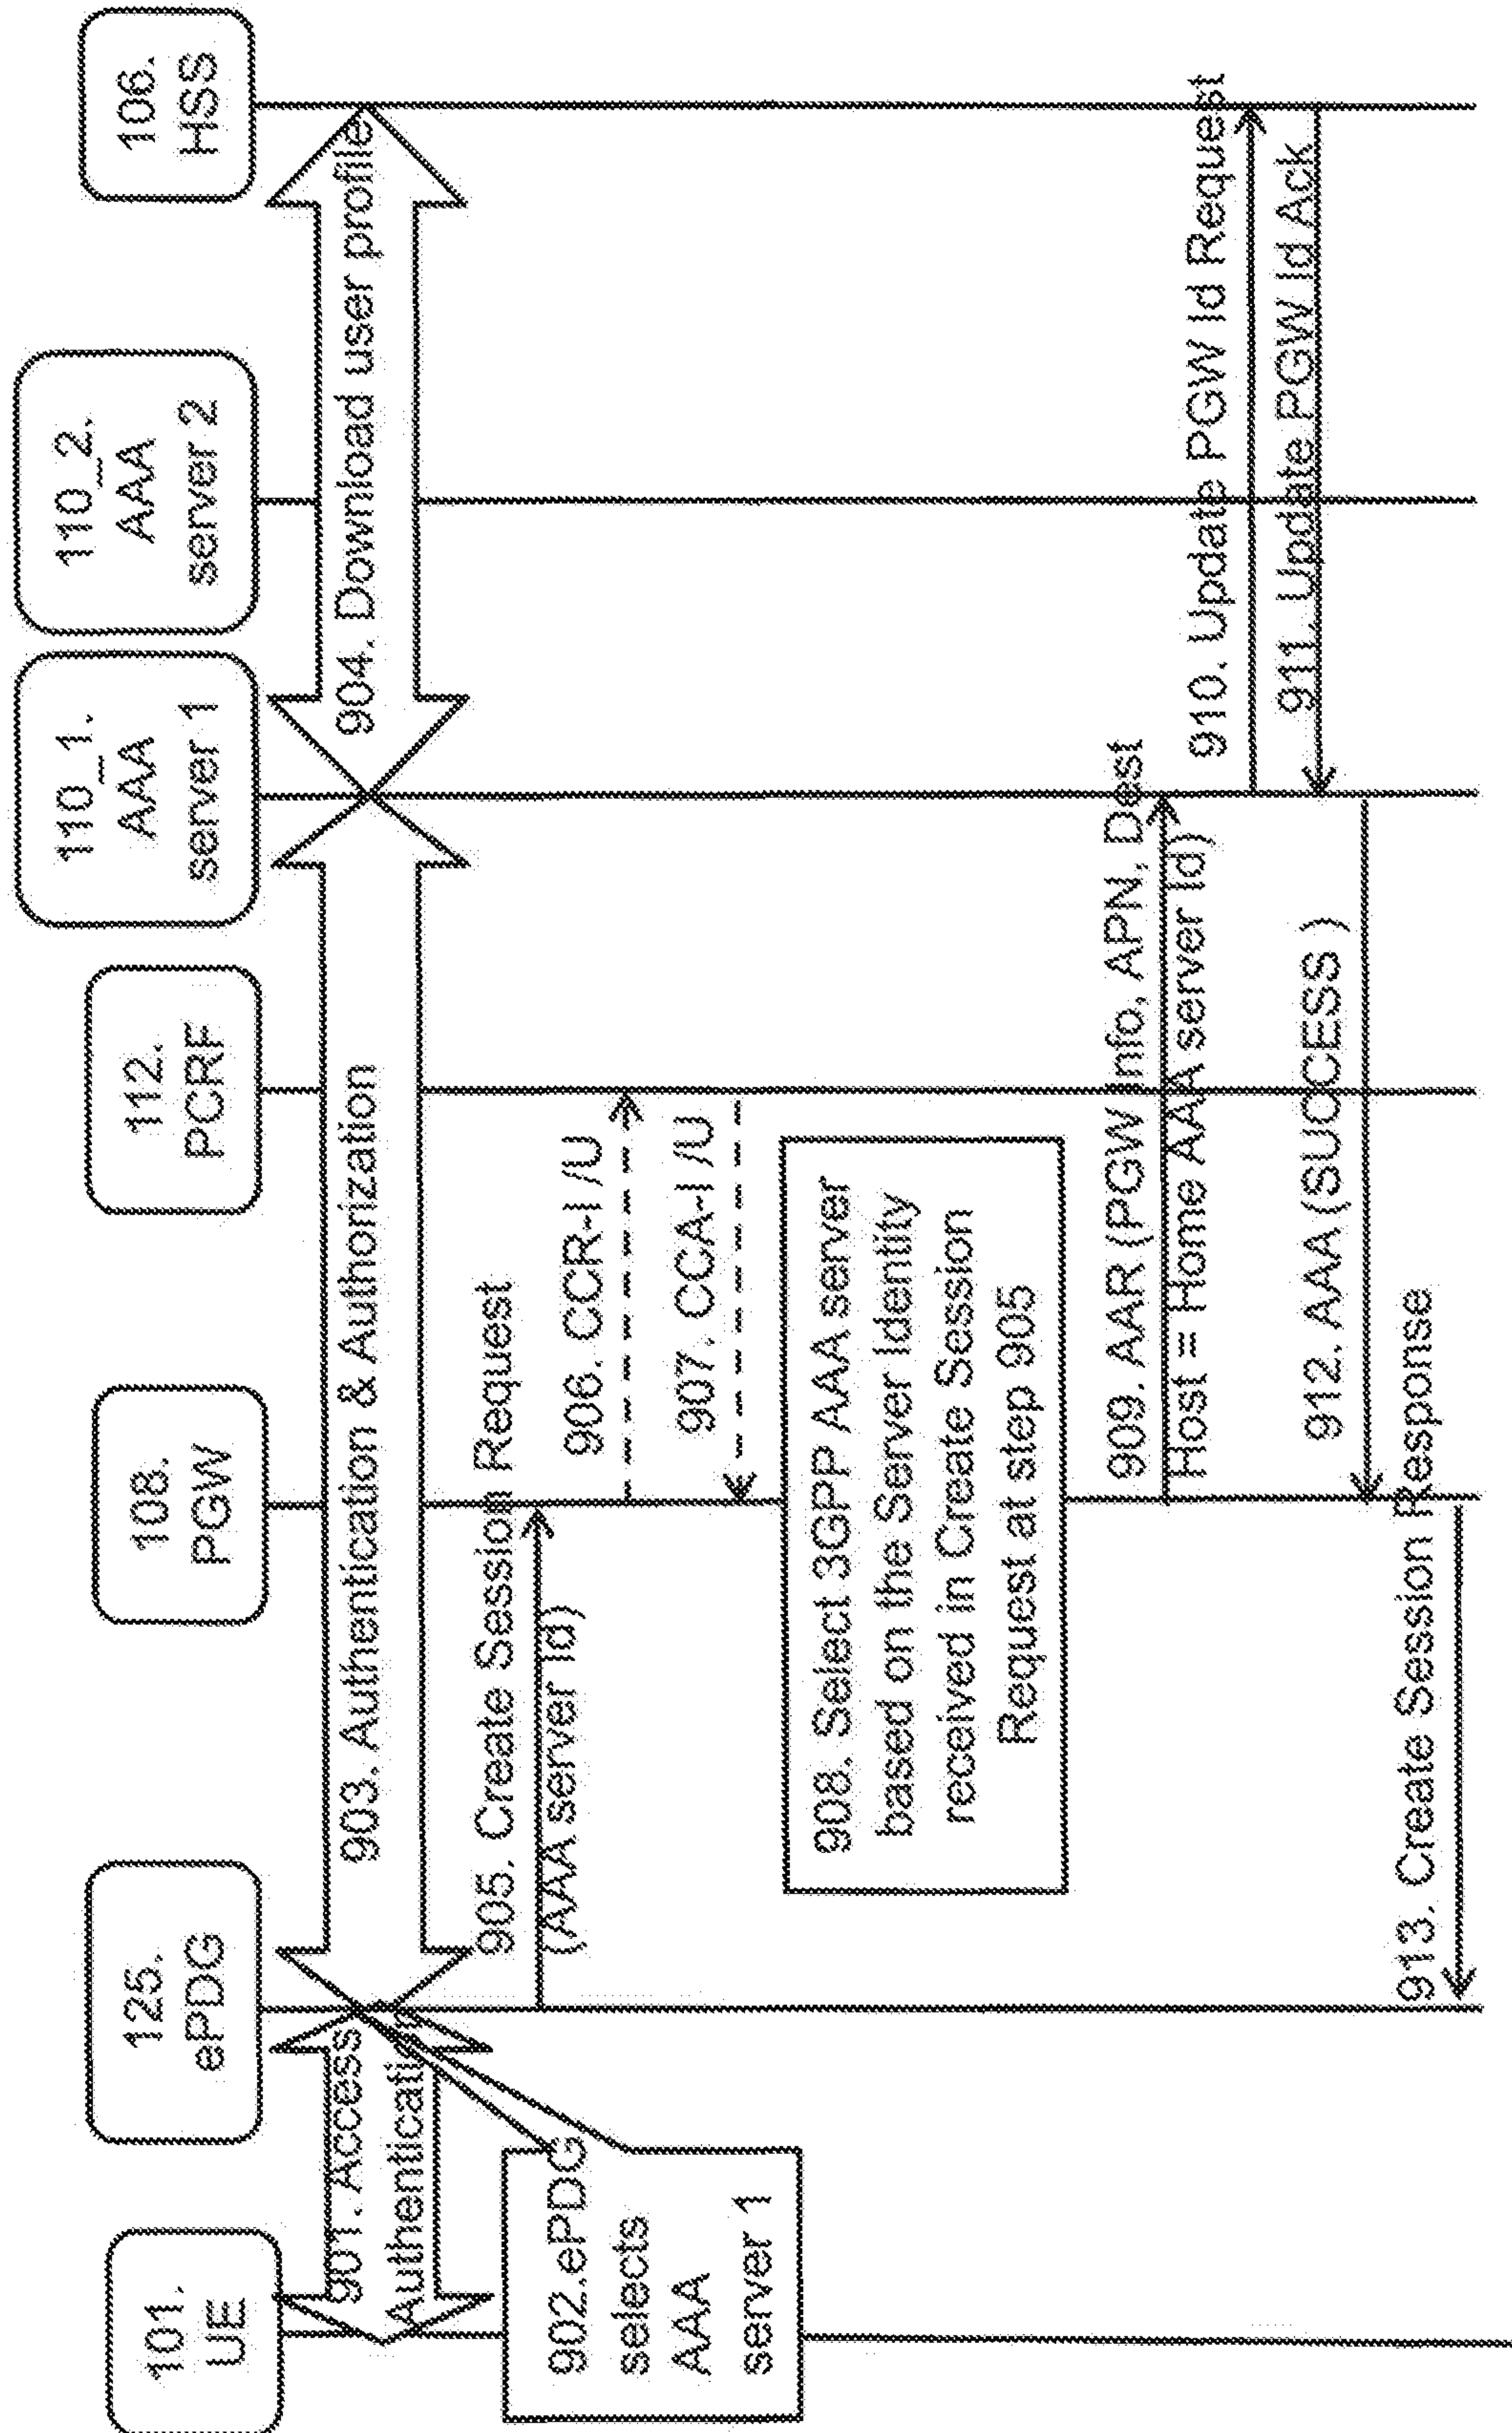 101.
UE
125.
ePDG
108.
PGW
112.
PCRF
110_1.
AAA
server 1
110_2.
AAA
server 2
106.
HSS
901. Access
Authentication
902.ePDG
selects
AAA
server 1
903. Authentication & Authorization
904. Download user profile
905. Create Session Request
(AAA server Id)
906. CCR-I /U
907. CCA-I /U
908. Select 3GPP AAA server
based on the Server Identity
received in Create Session
Request at step 905
909. AAR (PGW Info, APN, Dest
Host = Home AAA server Id)
910. Update PGW Id Request
911. Update PGW Id Ack
912. AAA (SUCESS )
913. Create Session Response